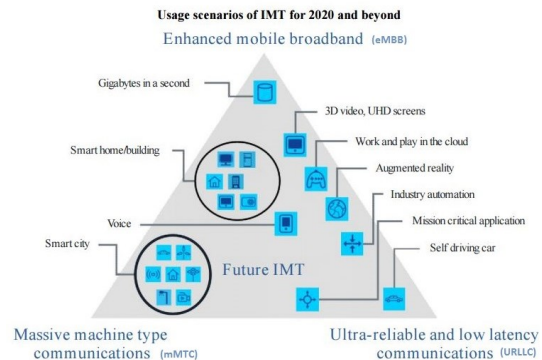 Usage scenarios of IMT for 2020 and beyond
Enhanced mobile broadband (eMBB)
Gigabytes in a second
3D video, UHD screens
Smart home/building
Work and play in the cloud
Augmented reality
Industry automation
Voice
Mission critical application
Smart city
Self driving car
Future IMT
Massive machine type
communications (mMTC)
Ultra-reliable and low latency
communications (URLLC)